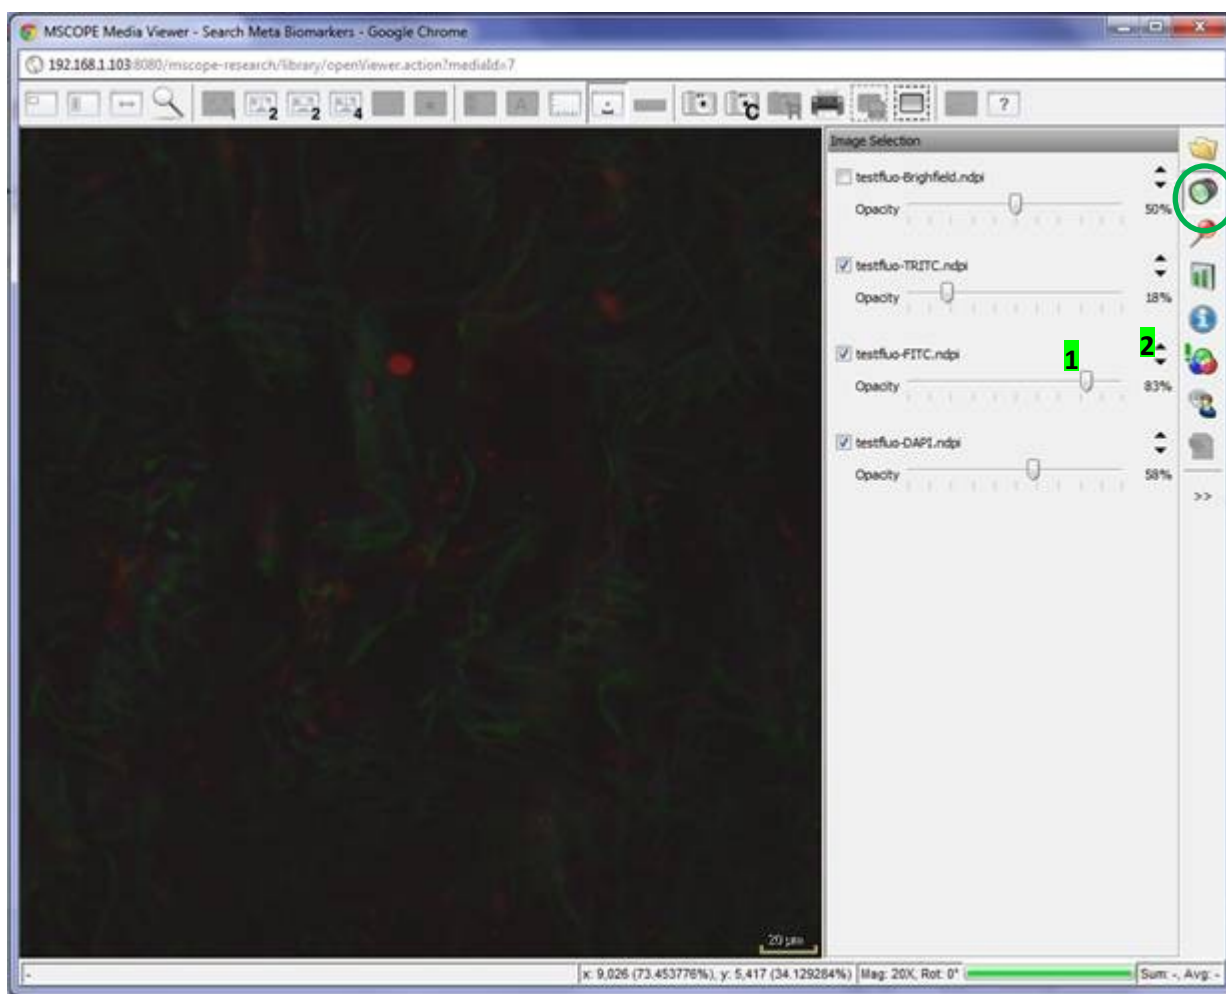 MSCOPE Media Viewer - Search Meta Biomarkers - Google Chrome
192.168.1.103:8080/mscope-research/library/openViewer.action?mediaId=7
2 2 4 A C ?
Image Selection
testfluo-Brighfield.ndpi
Opacity 50%
testfluo-TRITC.ndpi
Opacity 18%
testfluo-FITC.ndpi 1 2
Opacity 83%
testfluo-DAPI.ndpi
Opacity 58%
>>
20 µm
- x: 9,026 (73.453776%), y: 5,417 (34.129284%) Mag: 20X, Rot: 0° Sum: -, Avg: -